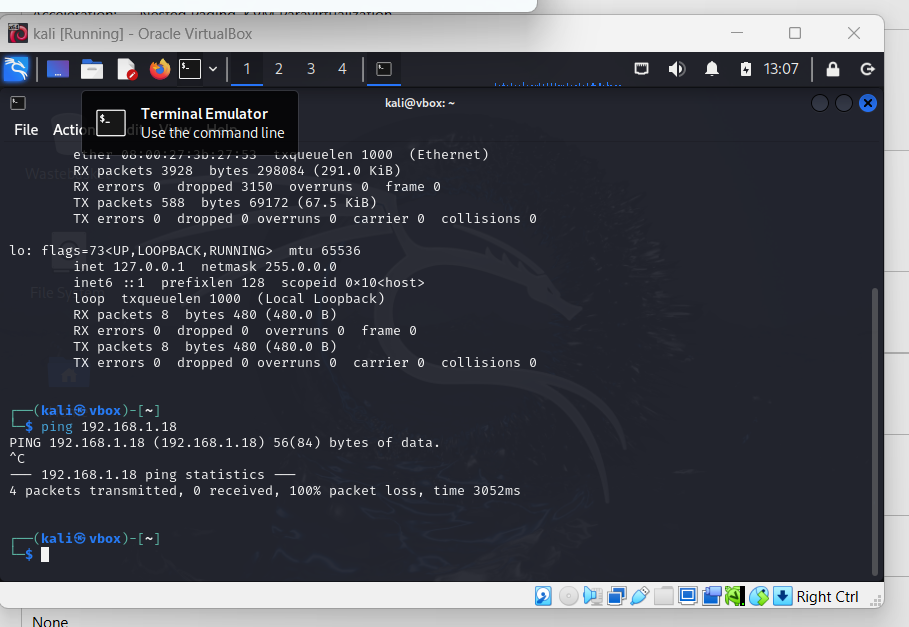 kali [Running] - Oracle VirtualBox
1 2 3 4 13:07
Terminal Emulator
Use the command line
kali@vbox: ~
File Action
ether 08:00:27:3b:27:53 txqueuelen 1000 (Ethernet)
RX packets 3928 bytes 298084 (291.0 KiB)
RX errors 0 dropped 3150 overruns 0 frame 0
TX packets 588 bytes 69172 (67.5 KiB)
TX errors 0 dropped 0 overruns 0 carrier 0 collisions 0
lo: flags=73<UP,LOOPBACK,RUNNING> mtu 65536
inet 127.0.0.1 netmask 255.0.0.0
inet6 ::1 prefixlen 128 scopeid 0×10<host>
loop txqueuelen 1000 (Local Loopback)
RX packets 8 bytes 480 (480.0 B)
RX errors 0 dropped 0 overruns 0 frame 0
TX packets 8 bytes 480 (480.0 B)
TX errors 0 dropped 0 overruns 0 carrier 0 collisions 0
┌──(kali㉿vbox)-[~]
└─$ ping 192.168.1.18
PING 192.168.1.18 (192.168.1.18) 56(84) bytes of data.
^C
--- 192.168.1.18 ping statistics ---
4 packets transmitted, 0 received, 100% packet loss, time 3052ms
┌──(kali㉿vbox)-[~]
└─$
Right Ctrl
None